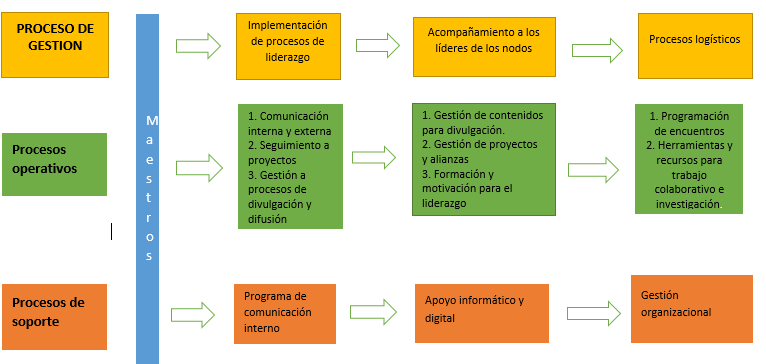 PROCESO DE
GESTION
Maestros
Implementación
de procesos de
liderazgo
Acompañamiento a los
líderes de los nodos
Procesos logísticos
Procesos
operativos
1. Comunicación
interna y externa
2. Seguimiento a
proyectos
3. Gestión a
procesos de
divulgación y
difusión
1. Gestión de contenidos
para divulgación.
2. Gestión de proyectos
y alianzas
3. Formación y
motivación para el
liderazgo
1. Programación
de encuentros
2. Herramientas y
recursos para
trabajo
colaborativo e
investigación.
Procesos de
soporte
Programa de
comunicación
interno
Apoyo informático y
digital
Gestión
organizacional